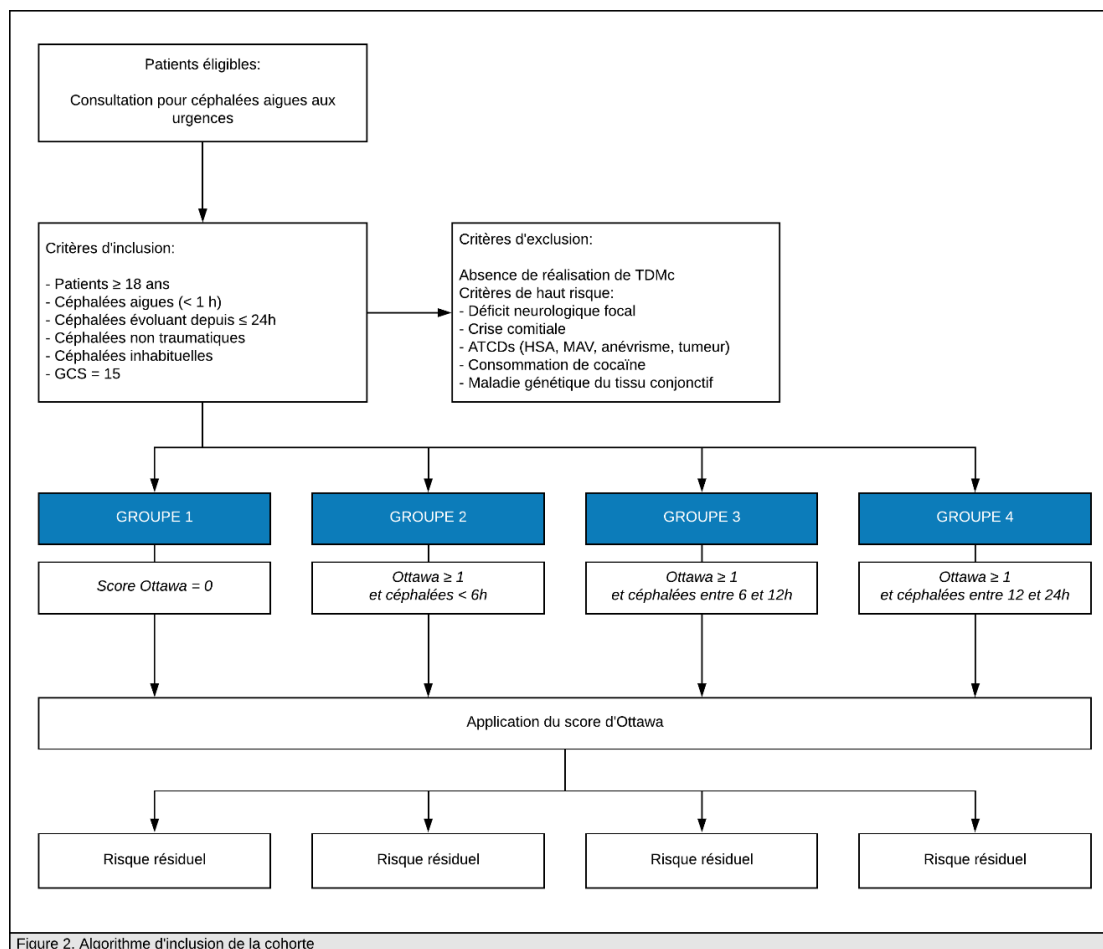 Patients éligibles:
Consultation pour céphalées aigues aux
urgences
Critères d'inclusion:
- Patients ≥ 18 ans
- Céphalées aigues (< 1 h)
- Céphalées évoluant depuis ≤ 24h
- Céphalées non traumatiques
- Céphalées inhabituelles
- GCS = 15
Critères d'exclusion:
Absence de réalisation de TDMc
Critères de haut risque:
- Déficit neurologique focal
- Crise comitiale
- ATCDs (HSA, MAV, anévrisme, tumeur)
- Consommation de cocaïne
- Maladie génétique du tissu conjonctif
GROUPE 1
GROUPE 2
GROUPE 3
GROUPE 4
Score Ottawa = 0
Ottawa ≥ 1
et céphalées < 6h
Ottawa ≥ 1
et céphalées entre 6 et 12h
Ottawa ≥ 1
et céphalées entre 12 et 24h
Application du score d'Ottawa
Risque résiduel
Risque résiduel
Risque résiduel
Risque résiduel
Figure 2. Algorithme d'inclusion de la cohorte